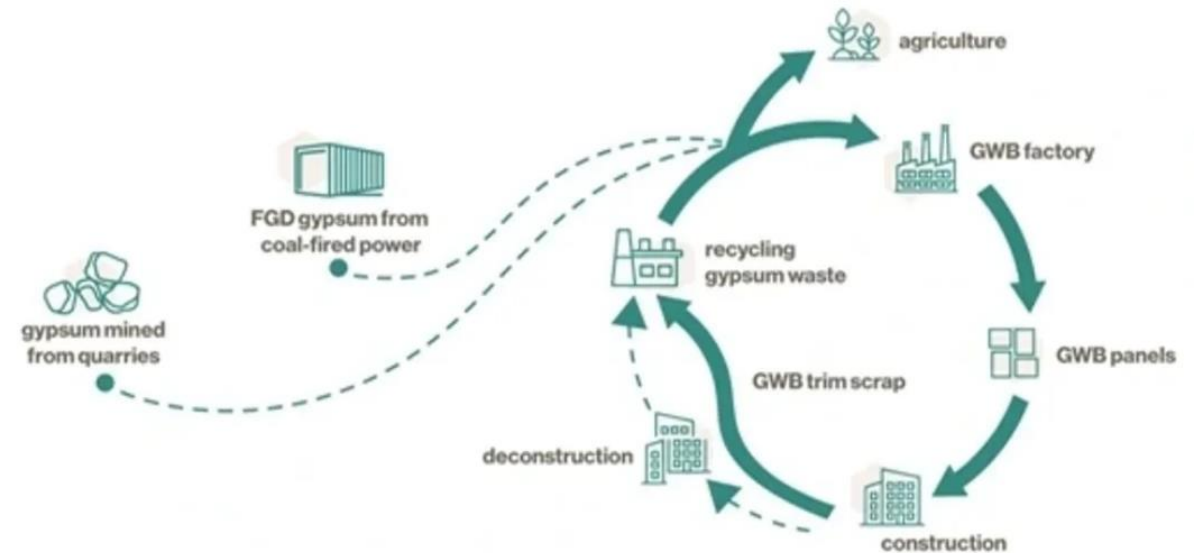 agriculture
GWB factory
FGD gypsum from
coal-fired power
recycling
gypsum waste
gypsum mined
from quarries
GWB panels
GWB trim scrap
deconstruction
construction